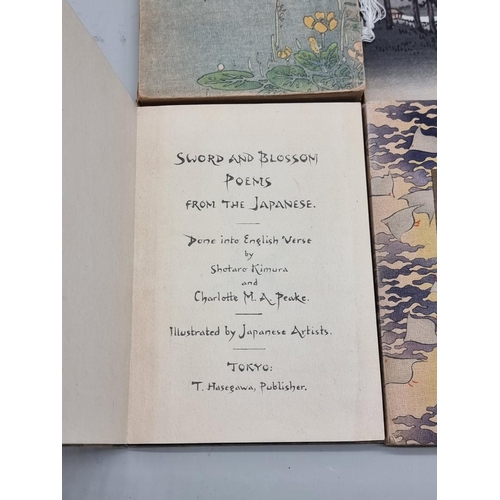 SWORD AND BLOSSOM
POEMS
FROM THE JAPANESE.
Done into English Verse
by
Shotaro Kimura
and
Charlotte M. A. Peake.
Illustrated by Japanese Artists.
TOKYO:
T. Hasegawa, Publisher.